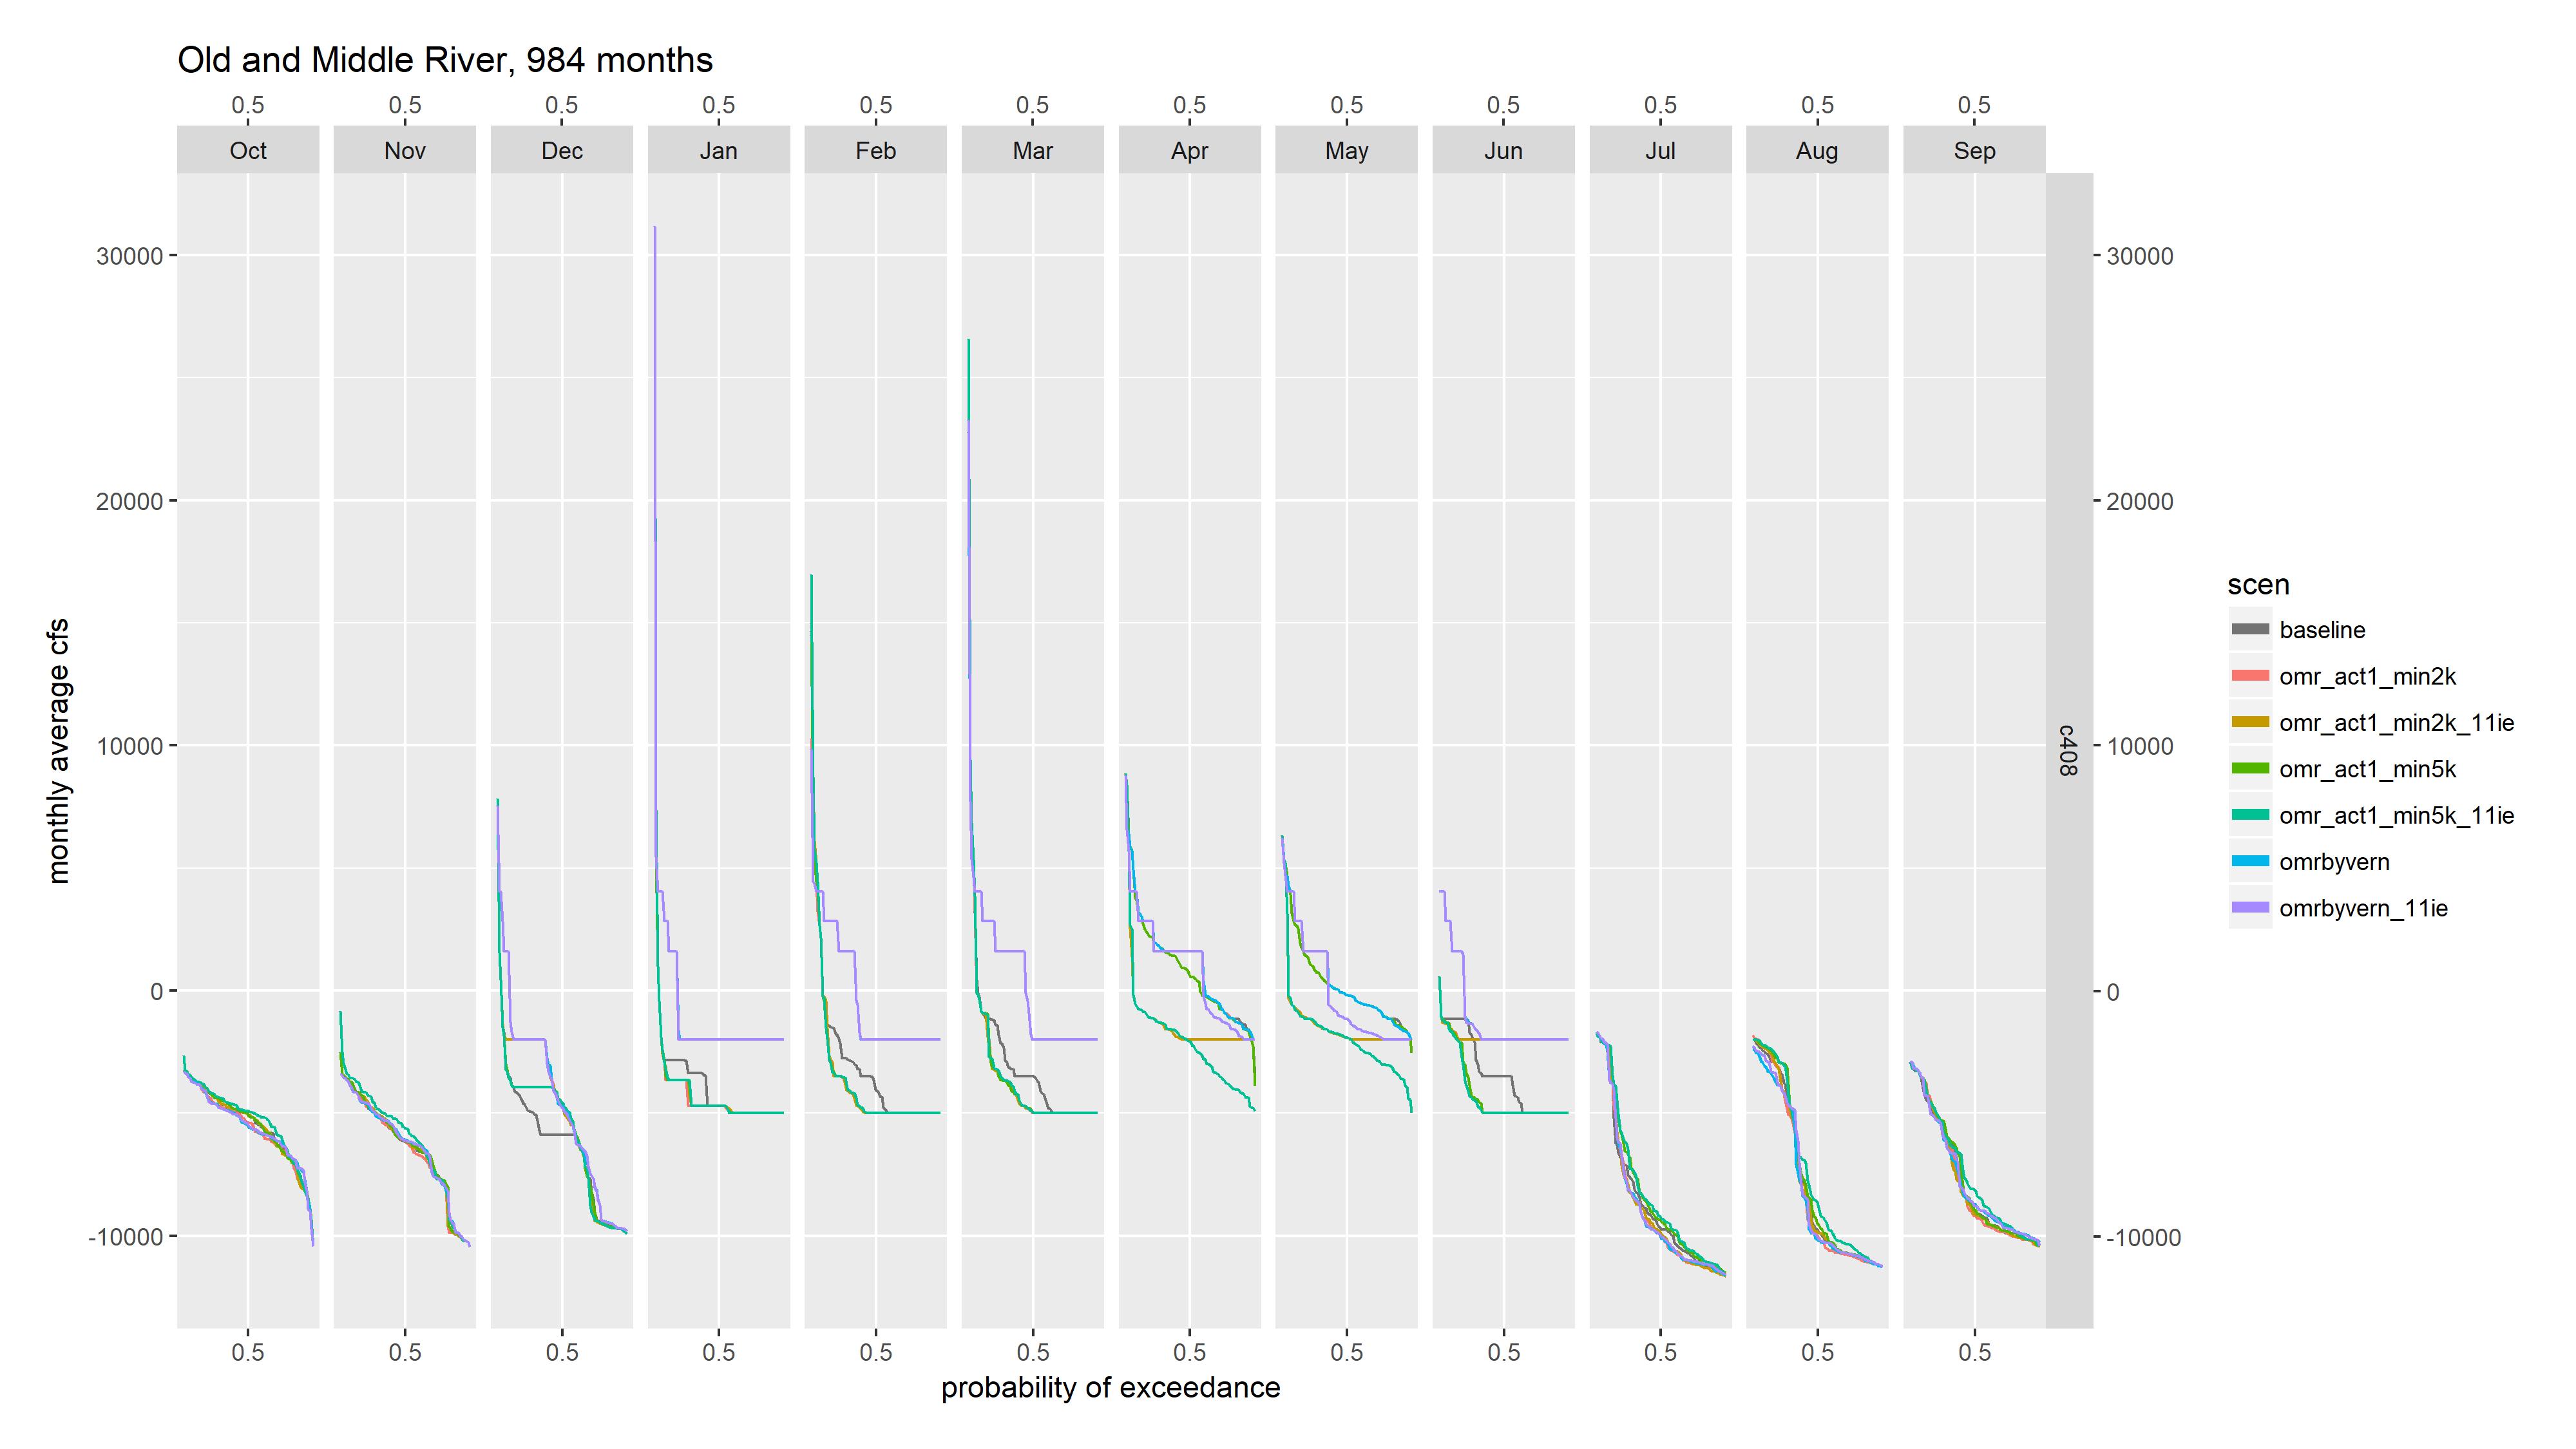 Old and Middle River, 984 months
0.5 0.5 0.5 0.5 0.5 0.5 0.5 0.5 0.5 0.5 0.5 0.5
Oct Nov Dec Jan Feb Mar Apr May Jun Jul Aug Sep
30000 30000
20000 20000
10000 10000
0 0
-10000 -10000
monthly average cfs
c408
0.5 0.5 0.5 0.5 0.5 0.5 0.5 0.5 0.5 0.5 0.5 0.5
probability of exceedance
scen
baseline
omr_act1_min2k
omr_act1_min2k_11ie
omr_act1_min5k
omr_act1_min5k_11ie
omrbyvern
omrbyvern_11ie